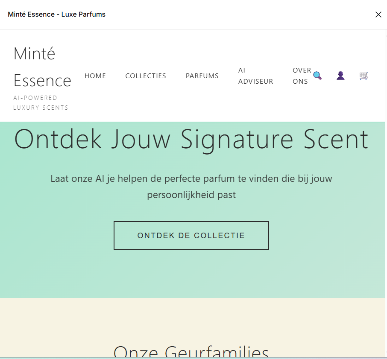 Minté Essence - Luxe Parfums
Minté
Essence
AI-POWERED
LUXURY SCENTS
HOME
COLLECTIES
PARFUMS
AI
ADVISEUR
OVER
ONS
Ontdek Jouw Signature Scent
Laat onze AI je helpen de perfecte parfum te vinden die bij jouw
persoonlijkheid past
ONTDEK DE COLLECTIE
Onze Geurfamilies